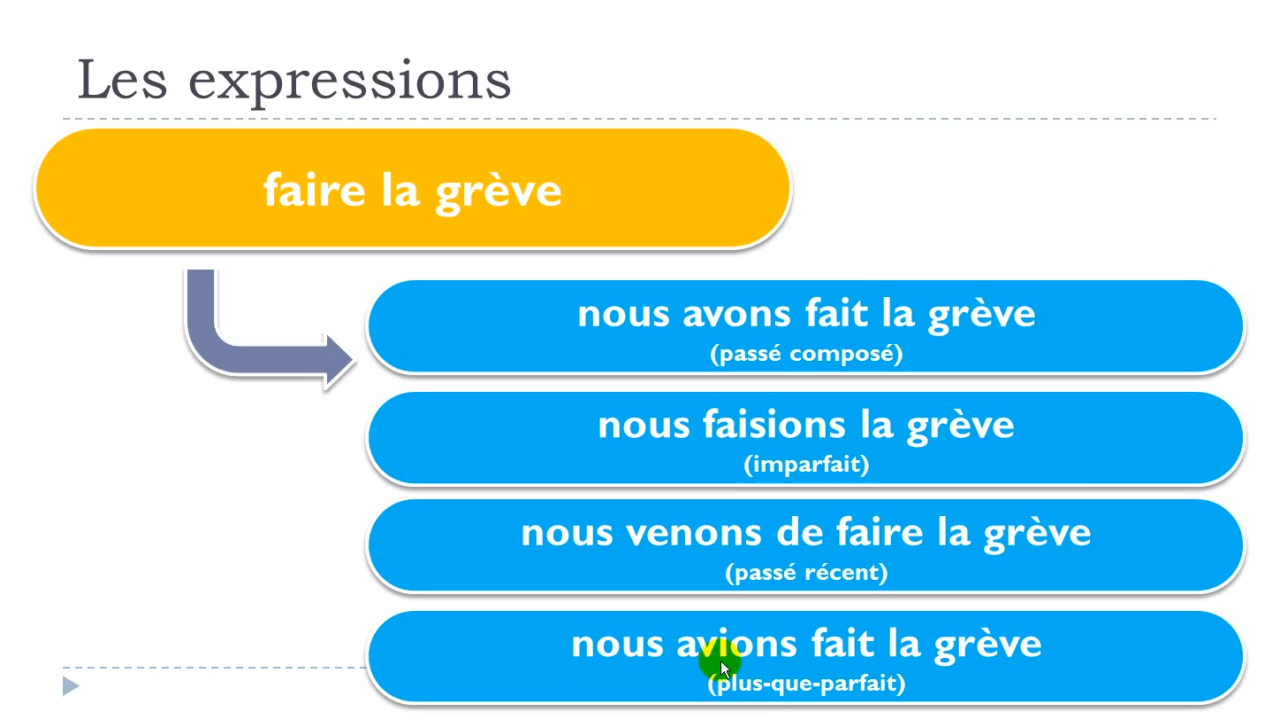 Les expressions
faire la grève
nous avons fait la grève
(passé composé)
nous faisions la grève
(imparfait)
nous venons de faire la grève
(passé récent)
nous avions fait la grève
(plus-que-parfait)